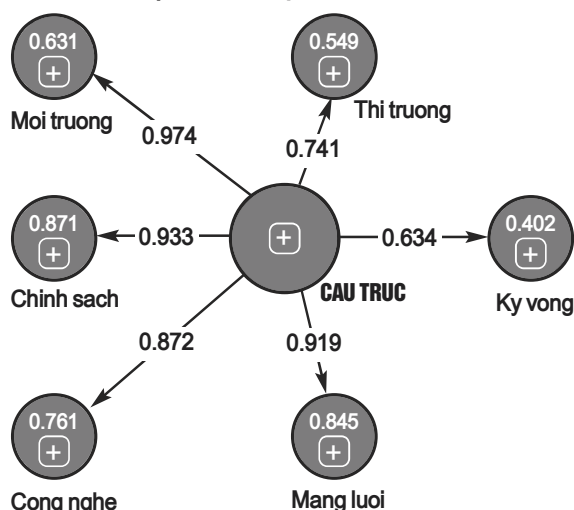 0.631
0.549
Moi truong
Thi truong
0.974
0.741
0.871
0.933
0.634
0.402
Chinh sach
CAU TRUC
Ky vong
0.872
0.919
0.761
0.845
Cong nghe
Mang luoi